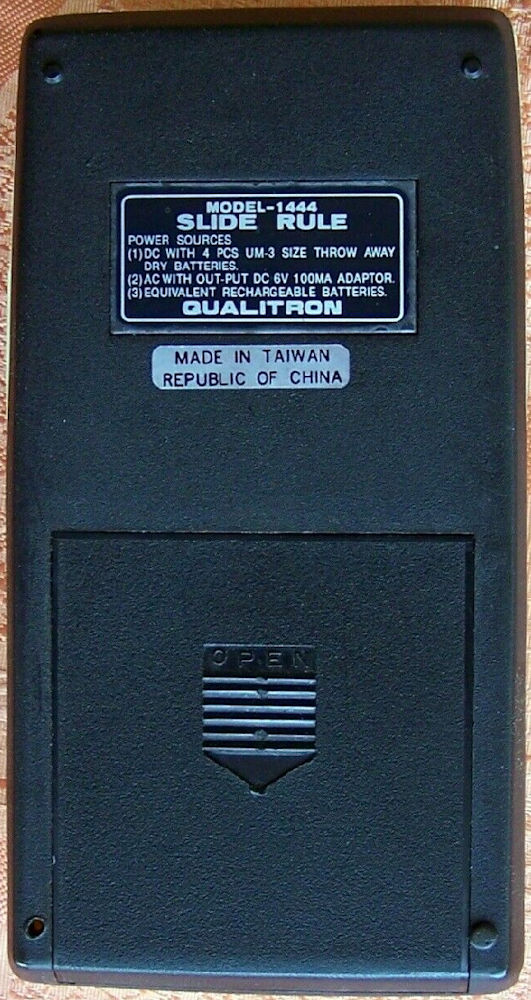 MODEL-1444
SLIDE RULE
POWER SOURCES
(1) DC WITH 4 PCS UM-3 SIZE THROW AWAY
DRY BATTERIES.
(2) AC WITH OUT-PUT DC 6V 100MA ADAPTOR.
(3) EQUIVALENT RECHARGEABLE BATTERIES.
QUALITRON
MADE IN TAIWAN
REPUBLIC OF CHINA
OPEN